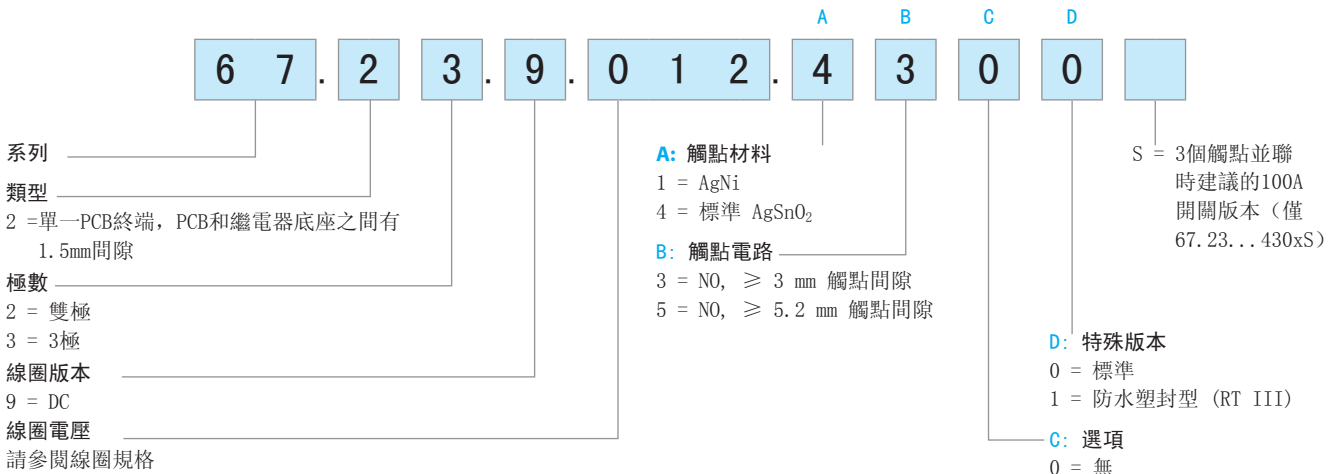 A B C D
6 7 . 2 3 . 9 . 0 1 2 . 4 3 0 0
系列
類型
2 =單一PCB終端，PCB和繼電器底座之間有
1.5mm間隙
極數
2 = 雙極
3 = 3極
線圈版本
9 = DC
線圈電壓
請參閱線圈規格
A: 觸點材料
1 = AgNi
4 = 標準 AgSnO₂
B: 觸點電路
3 = NO, ≥ 3 mm 觸點間隙
5 = NO, ≥ 5.2 mm 觸點間隙
S = 3個觸點並聯
時建議的100A
開關版本（僅
67.23...430xS）
D: 特殊版本
0 = 標準
1 = 防水塑封型 (RT III)
C: 選項
0 = 無